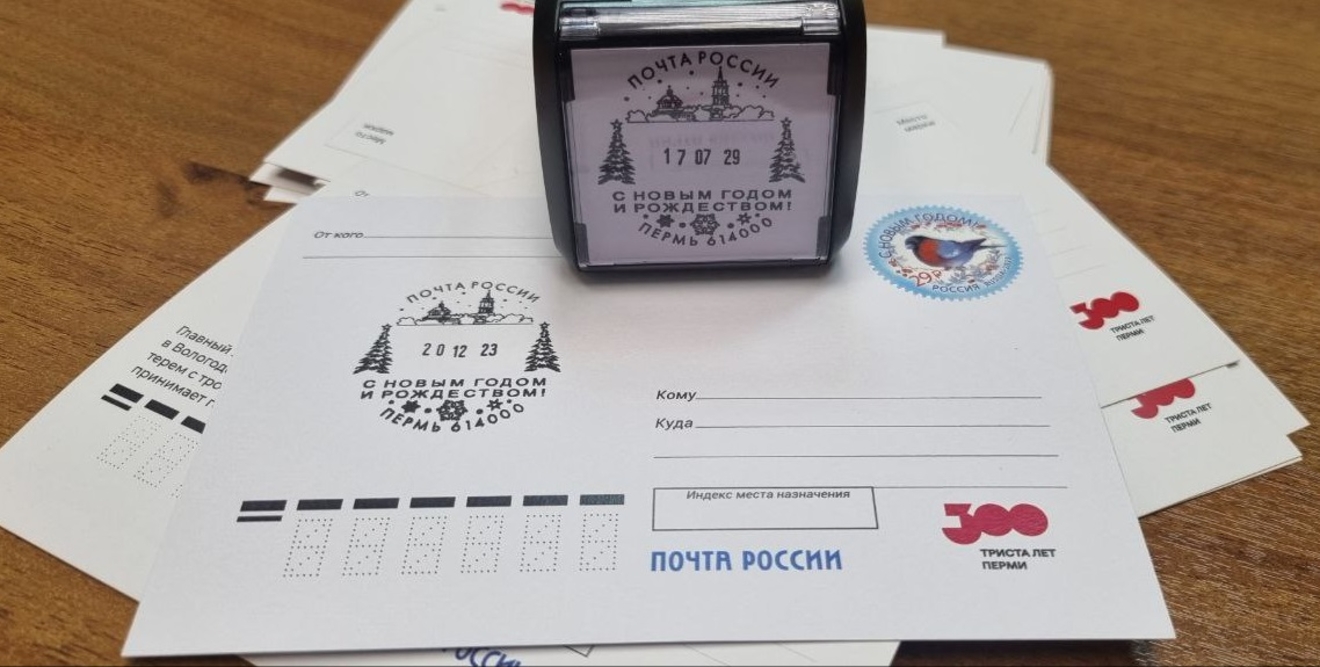 ПОЧТА РОССИИ
17 07 29
С НОВЫМ ГОДОМ
И РОЖДЕСТВОМ!
ПЕРМЬ 614000
От кого
С НОВЫМ ГОДОМ!
29 ₽
РОССИЯ
ПОЧТА РОССИИ
20 12 23
С НОВЫМ ГОДОМ
И РОЖДЕСТВОМ!
ПЕРМЬ 614000
Кому
Куда
Индекс места назначения
ПОЧТА РОССИИ
300
ТРИСТА ЛЕТ
ПЕРМИ
300
ТРИСТА ЛЕТ
ПЕРМИ
ТРИСТА ЛЕТ
ПЕРМИ
Главный
в Вологод
терем с тро
принимает г
Место
марки